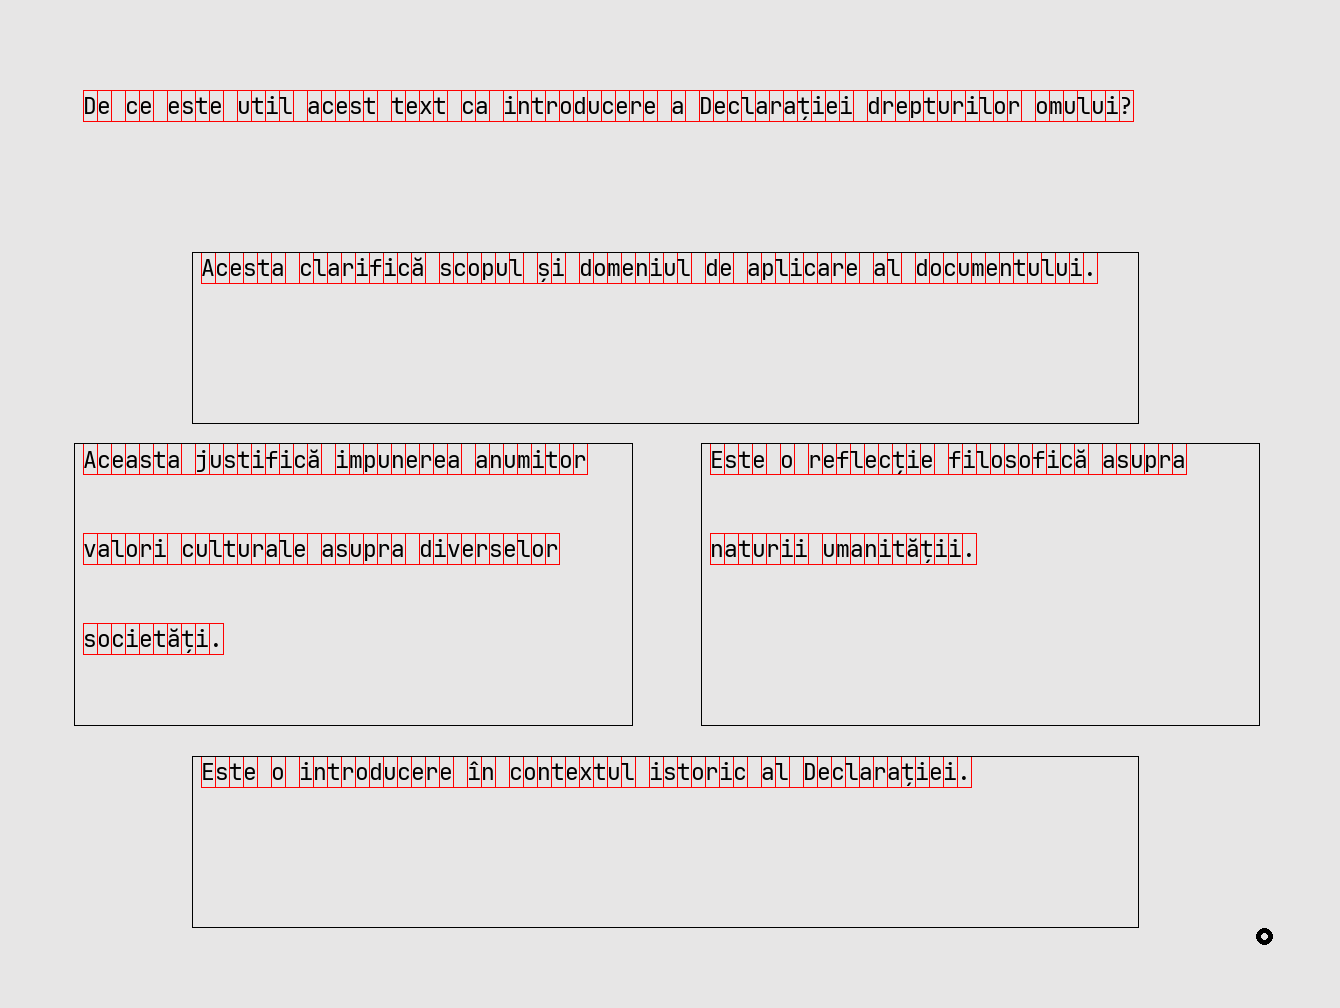 De ce este util acest text ca introducere a Declarației drepturilor omului?
Acesta clarifică scopul și domeniul de aplicare al documentului.
Aceasta justifică impunerea anumitor
valori culturale asupra diverselor
societăți.
Este o reflecție filosofică asupra
naturii umanității.
Este o introducere în contextul istoric al Declarației.